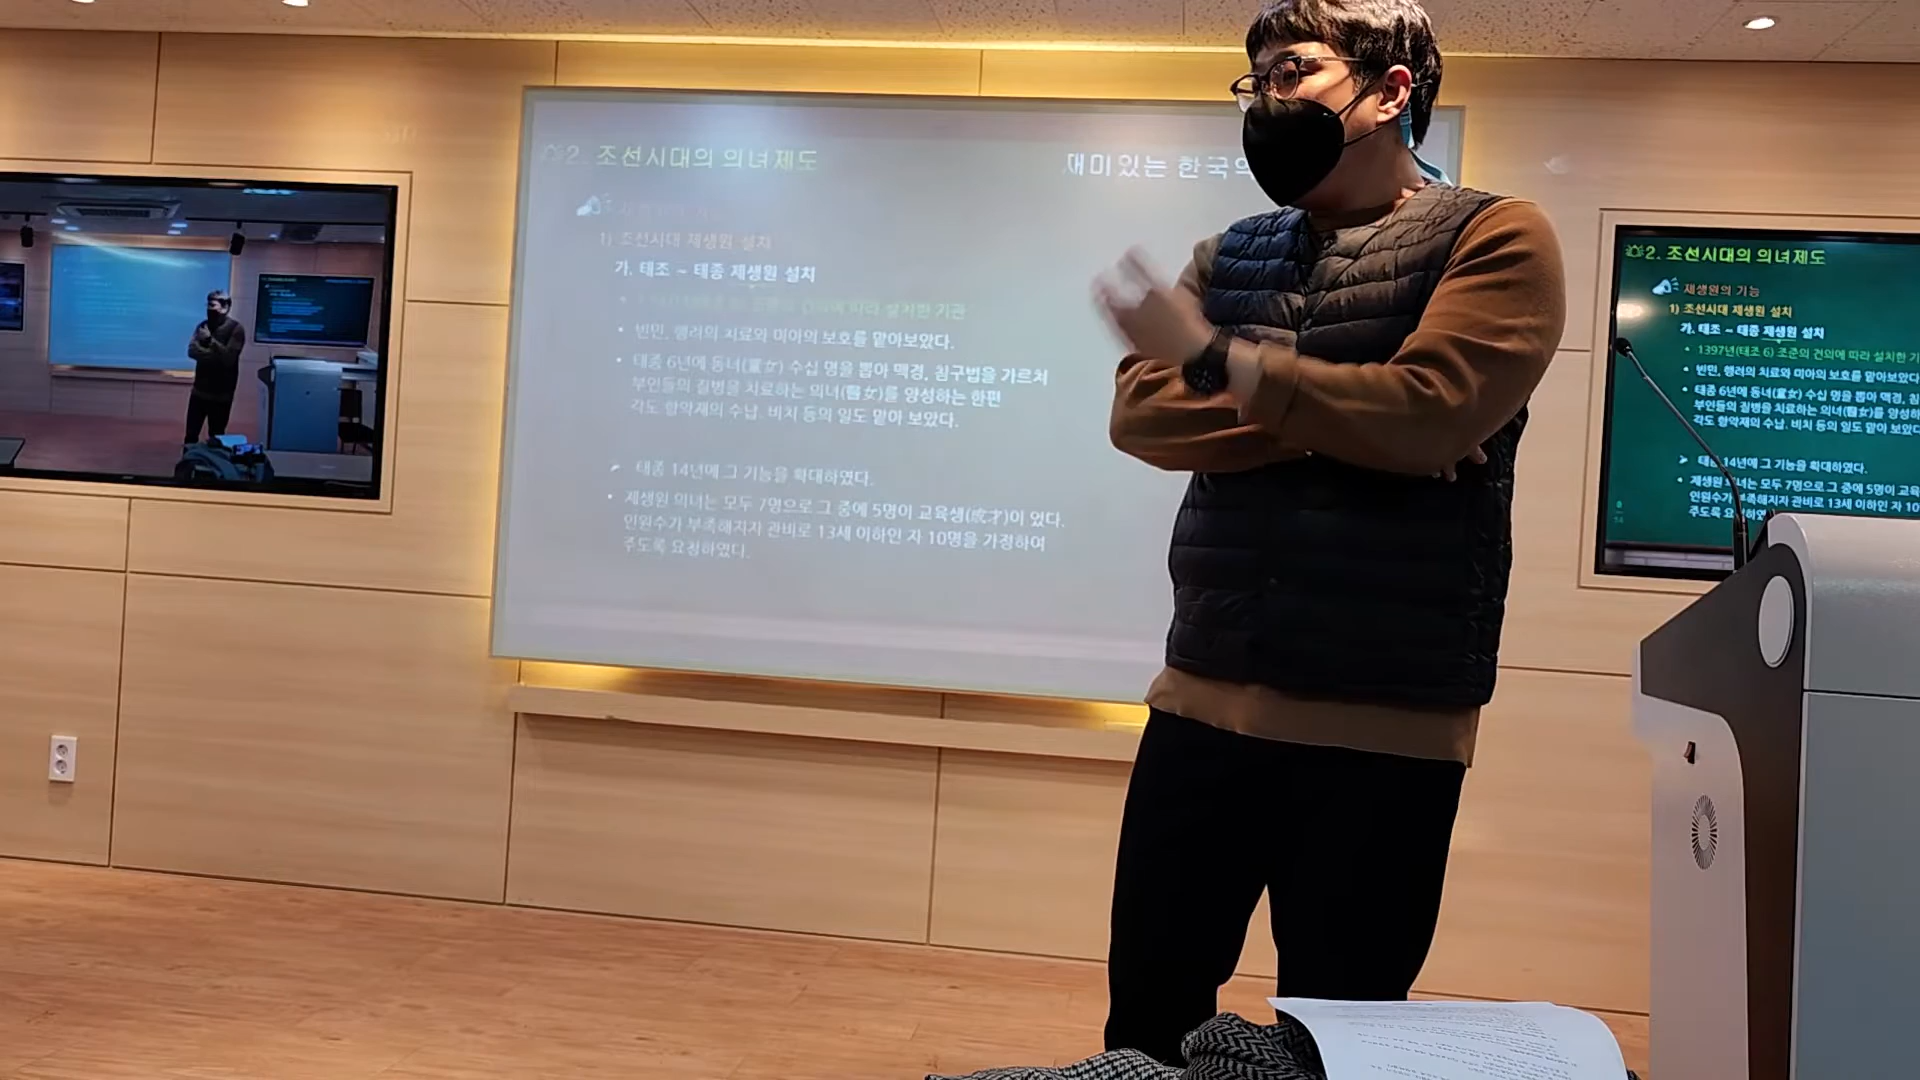 2. 조선시대의 의녀제도
재미있는 한국의
1) 조선시대 제생원 설치
가. 태조 ~ 태종 제생원 설치
건의에 따라 설치한 기관
• 빈민, 행려의 치료와 미아의 보호를 맡아보았다.
• 태종 6년에 동녀(童女) 수십 명을 뽑아 맥경, 침구법을 가르쳐
부인들의 질병을 치료하는 의녀(醫女)를 양성하는 한편
각도 향약재의 수납, 비치 등의 일도 맡아 보았다.
➢ 태종 14년에 그 기능을 확대하였다.
• 제생원 의녀는 모두 7명으로 그 중에 5명이 교육생(成才)이 었다.
인원수가 부족해지자 관비로 13세 이하인 자 10명을 가정하여
주도록 요청하였다.
2. 조선시대의 의녀제도
제생원의 기능
1) 조선시대 제생원 설치
가. 태조 ~ 태종 제생원 설치
• 1397년(태조 6) 조준의 건의에 따라 설치한 기
• 빈민, 행려의 치료와 미아의 보호를 맡아보았다
• 태종 6년에 동녀(童女) 수십 명을 뽑아 맥경, 침
부인들의 질병을 치료하는 의녀(醫女)를 양성하
각도 향약재의 수납, 비치 등의 일도 맡아 보았다
➢ 태종 14년에 그 기능을 확대하였다.
• 제생원 의녀는 모두 7명으로 그 중에 5명이 교육
인원수가 부족해지자 관비로 13세 이하인 자 10
주도록 요청하였